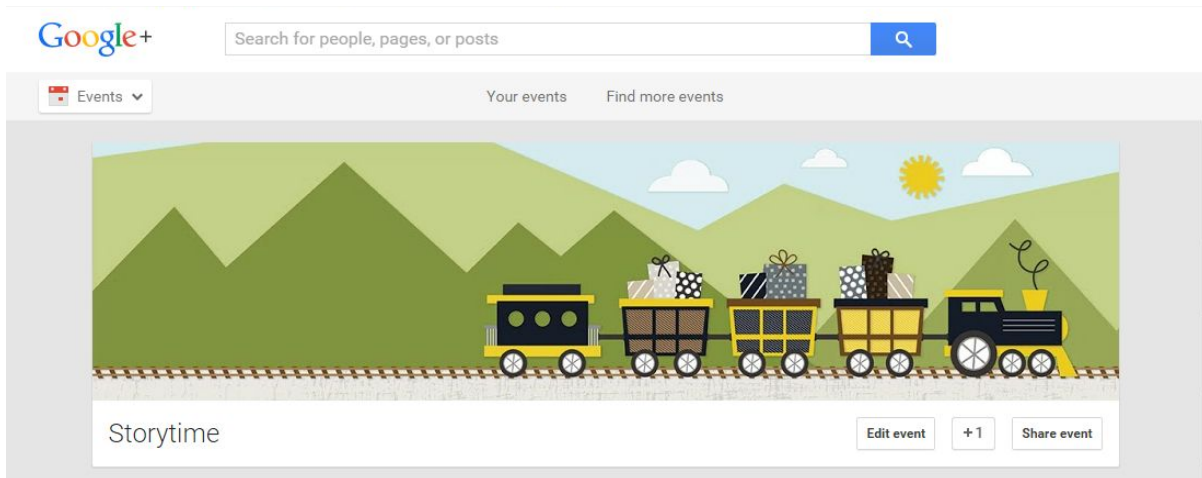 Google+
Search for people, pages, or posts
Events
Your events Find more events
Storytime
Edit event +1 Share event